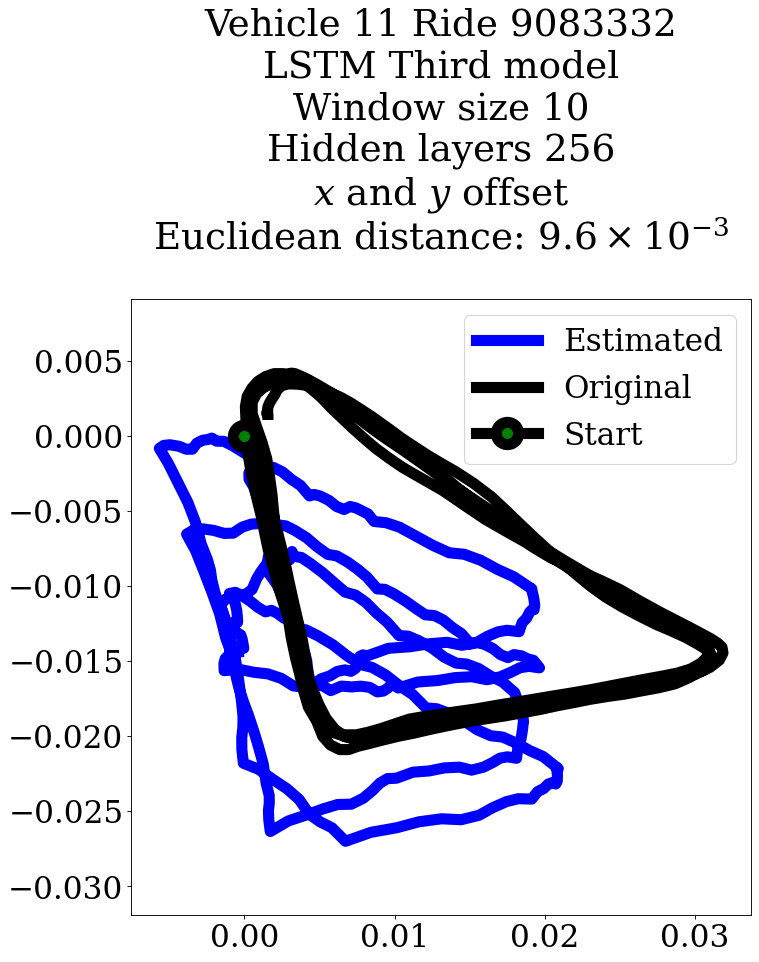 Vehicle 11 Ride 9083332
LSTM Third model
Window size 10
Hidden layers 256
x and y offset
Euclidean distance: 9.6 × 10⁻³
Estimated
Original
Start
0.005
0.000
−0.005
−0.010
−0.015
−0.020
−0.025
−0.030
0.00 0.01 0.02 0.03